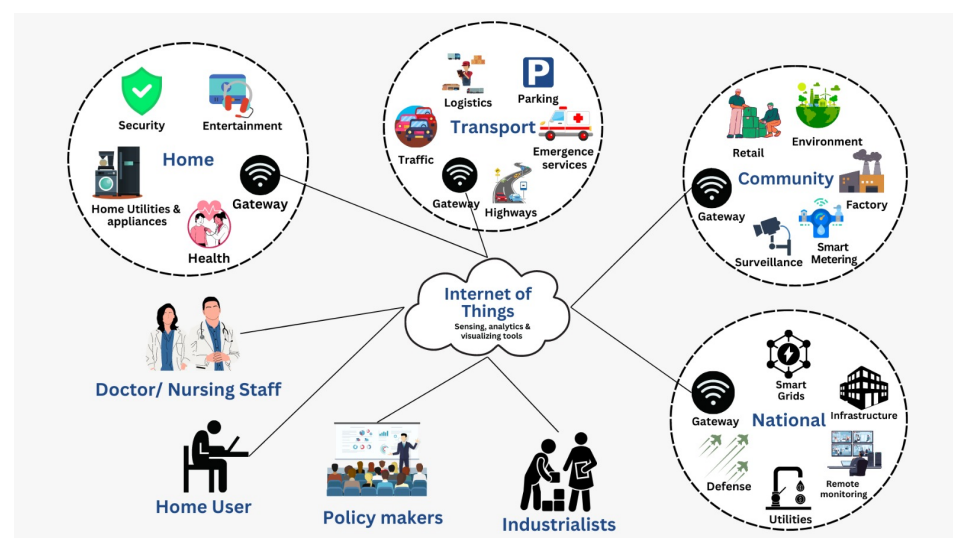 Security
Entertainment
Home
Home Utilities &
appliances
Gateway
Health
Logistics
Parking
Transport
Traffic
Emergence
services
Gateway
Highways
Retail
Environment
Community
Gateway
Factory
Surveillance
Smart
Metering
Internet of
Things
Sensing, analytics &
visualizing tools
Smart
Grids
Gateway
National
Infrastructure
Defense
Remote
monitoring
Utilities
Doctor/ Nursing Staff
Home User
Policy makers
Industrialists
P